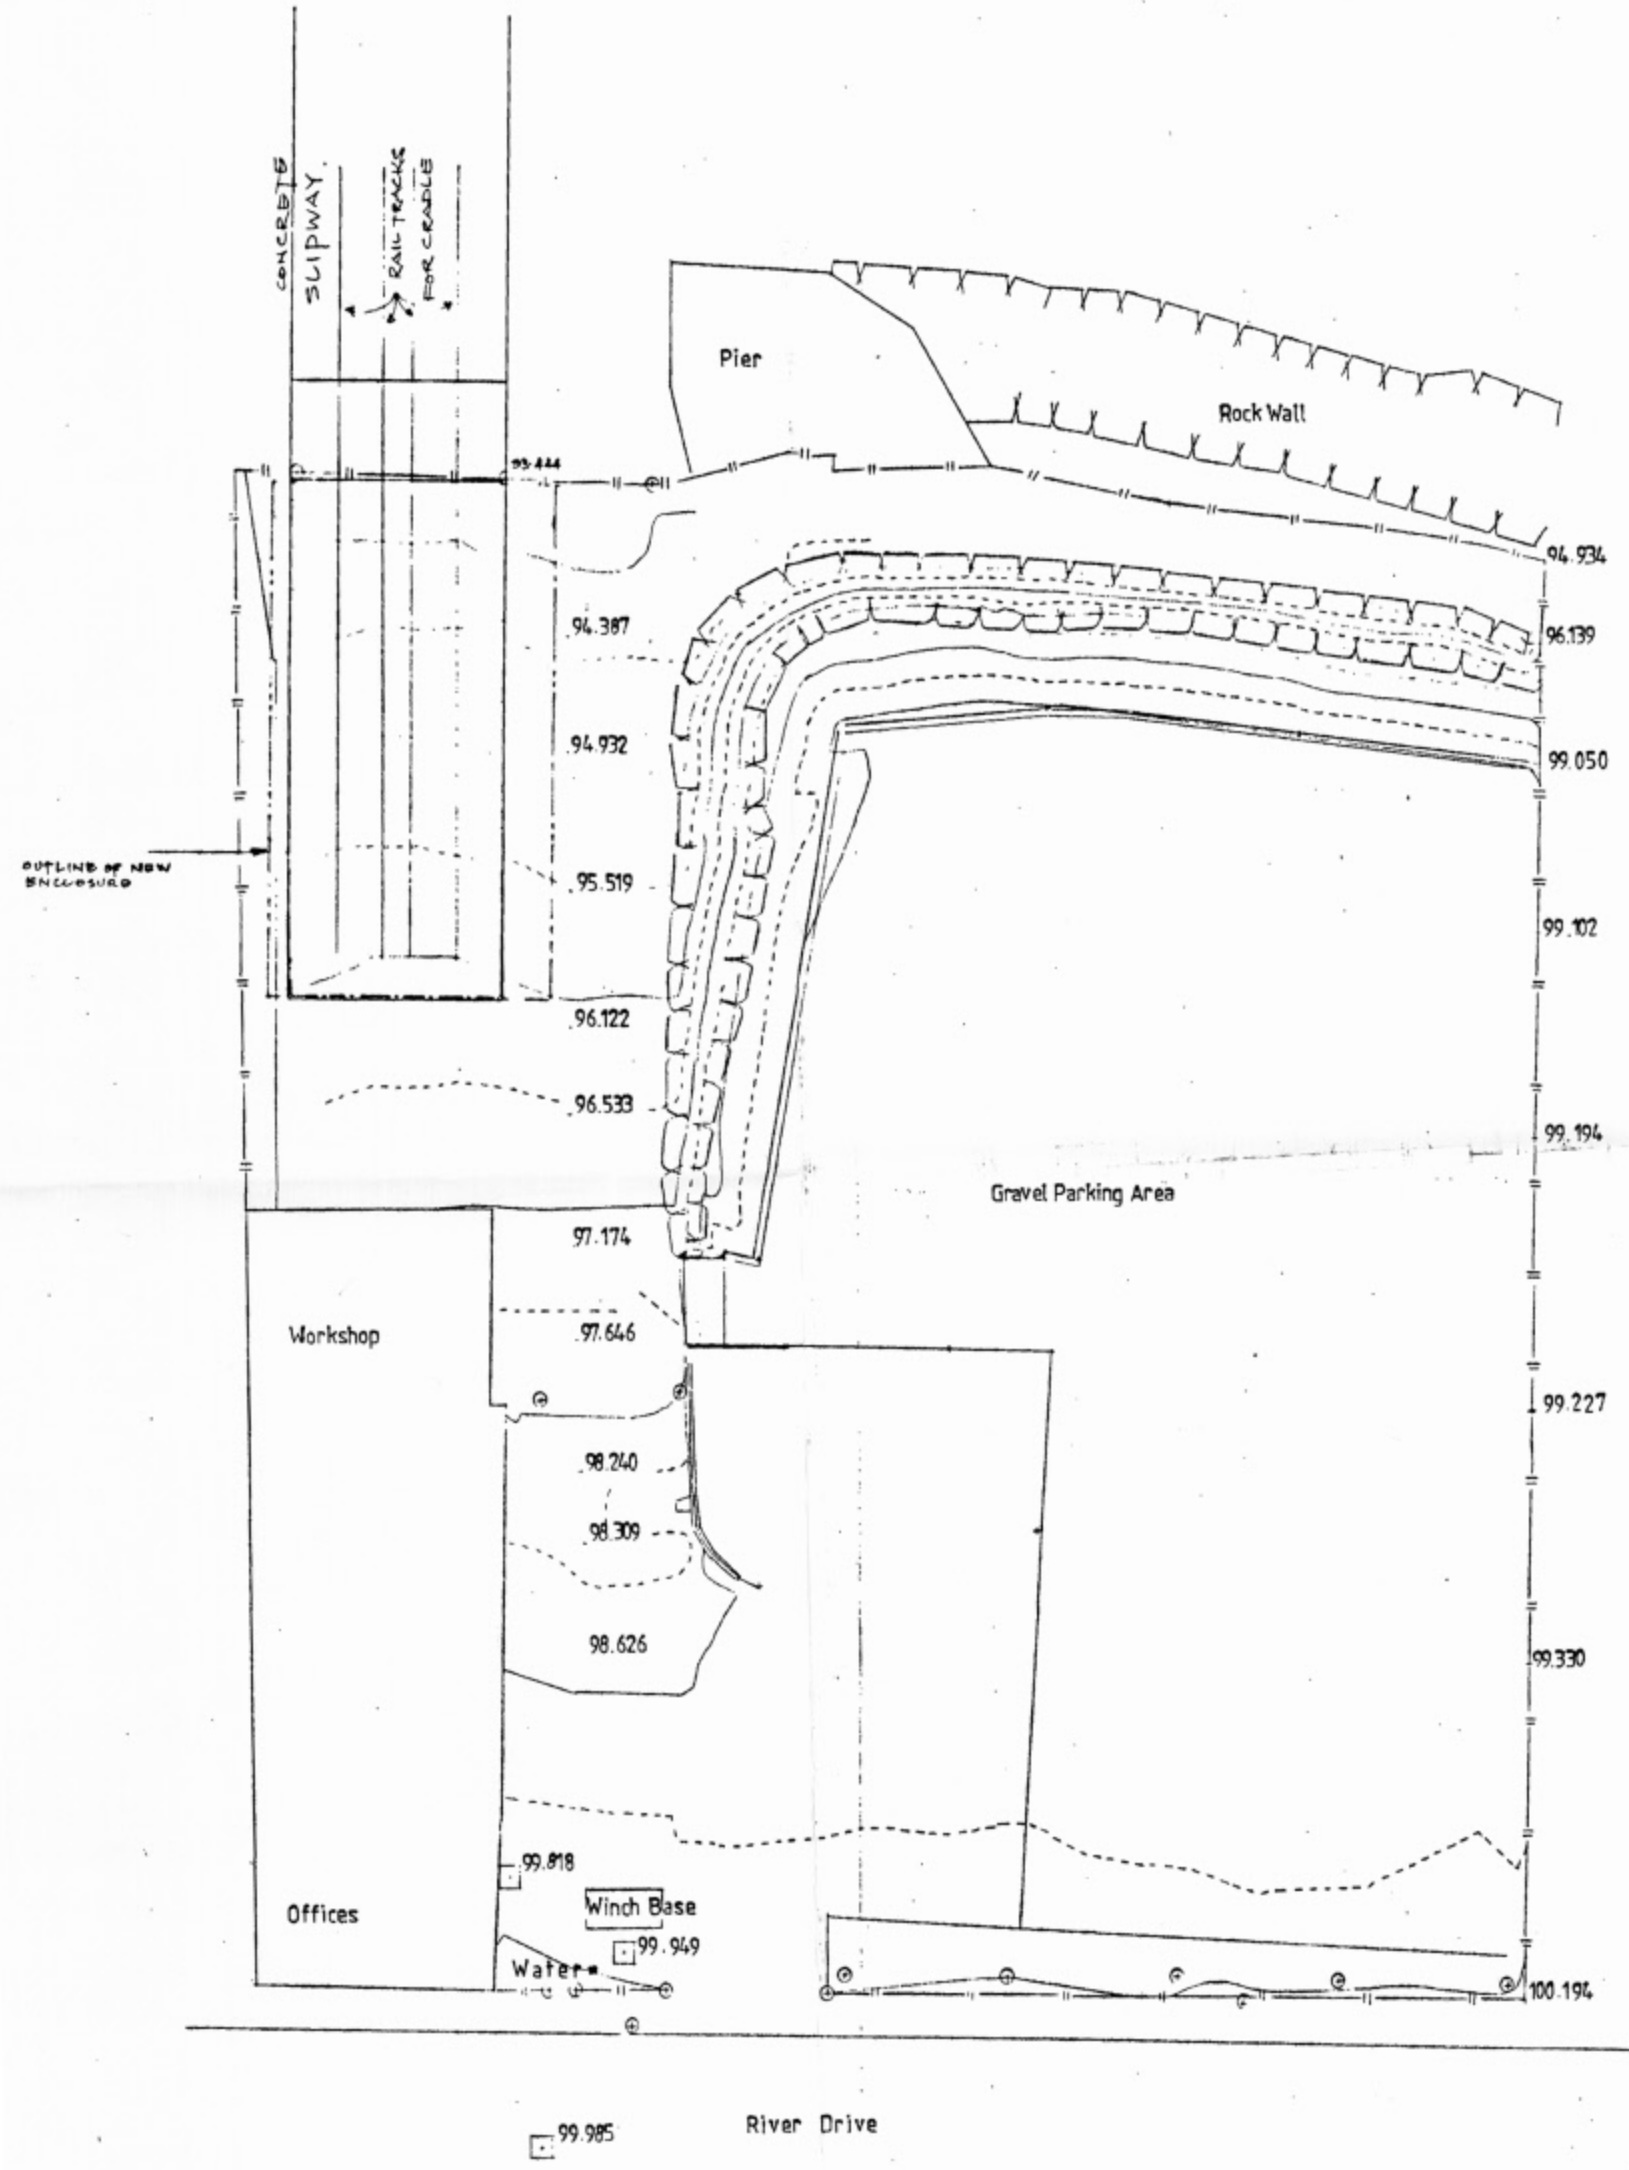 CONCRETE
SLIPWAY.
RAIL TRACKS
FOR CRADLE
Pier
Rock Wall
93.444
94.934
94.387
96.139
94.932
99.050
OUTLINE OF NEW
ENCLOSURE
95.519
99.102
96.122
96.533
99.194
Gravel Parking Area
97.174
Workshop
97.646
99.227
98.240
98.309
98.626
99.330
99.818
Offices
Winch Base
99.949
Water
100.194
River Drive
99.985